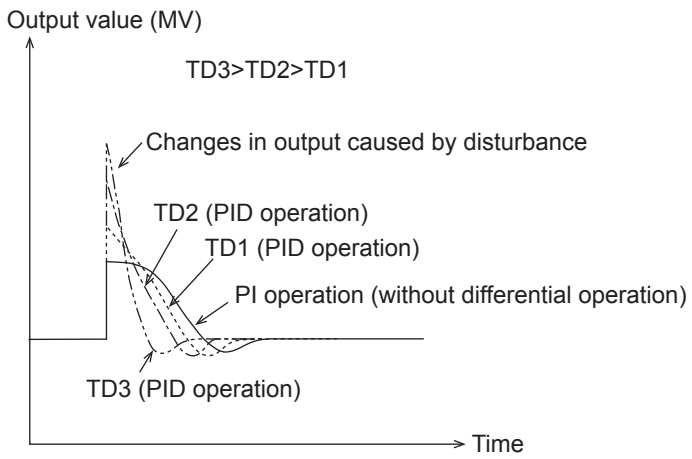 Output value (MV)
TD3>TD2>TD1
Changes in output caused by disturbance
TD2 (PID operation)
TD1 (PID operation)
PI operation (without differential operation)
TD3 (PID operation)
Time